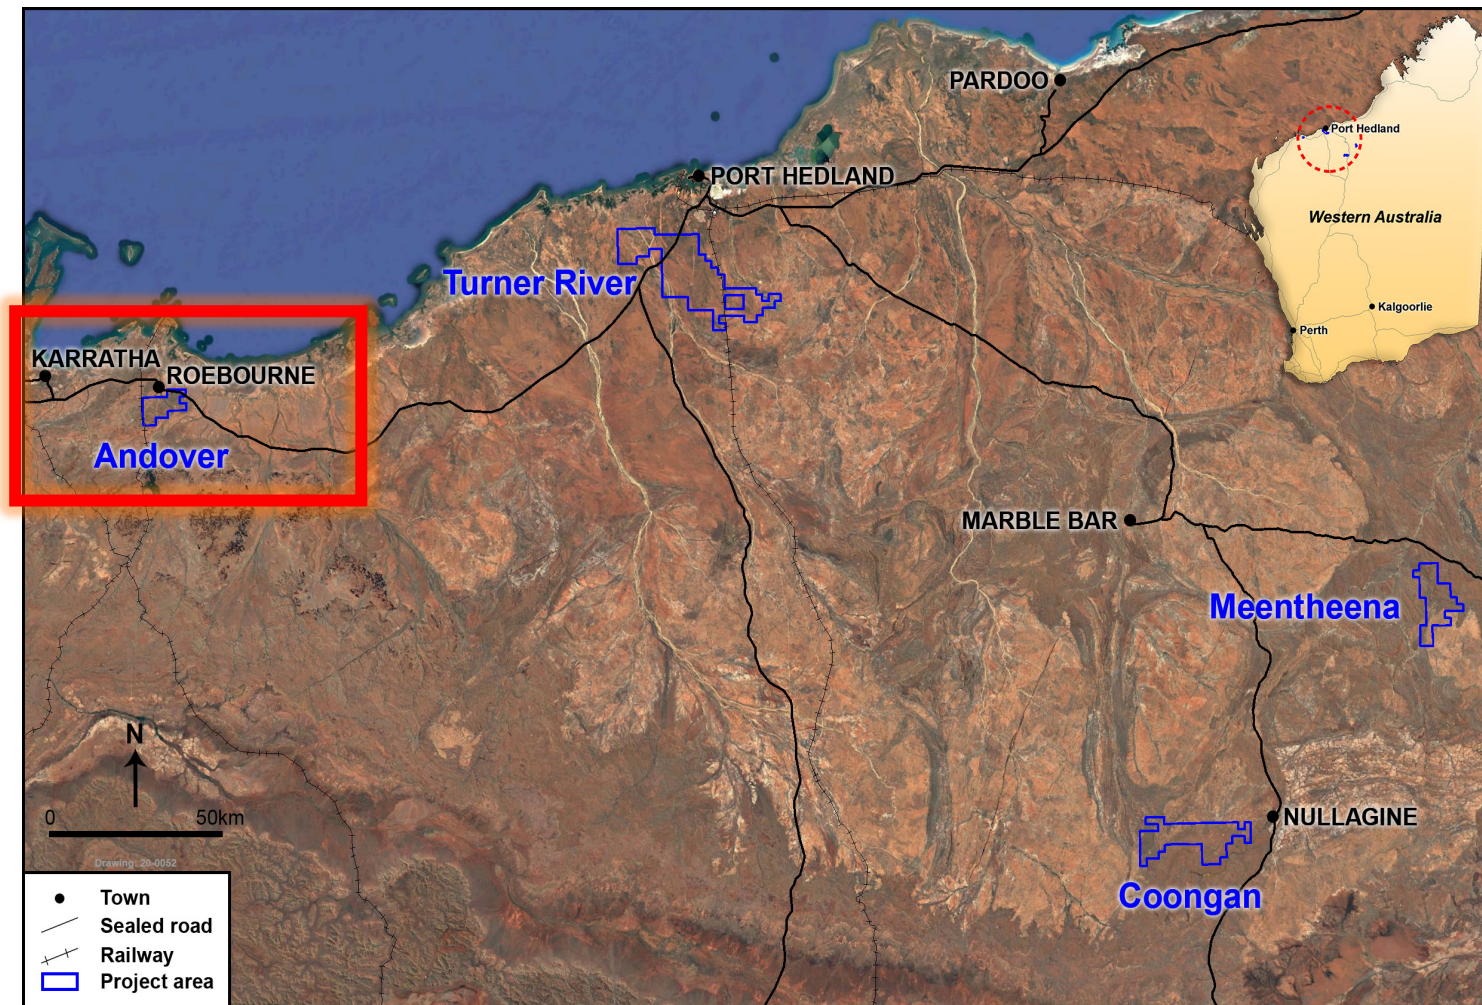 PARDOO
Port Hedland
PORT HEDLAND
Western Australia
Turner River
Kalgoorlie
Perth
KARRATHA
ROEBOURNE
Andover
MARBLE BAR
Meentheena
N
0 50km
NULLAGINE
Drawing: 20-0052
Coongan
Town
Sealed road
Railway
Project area